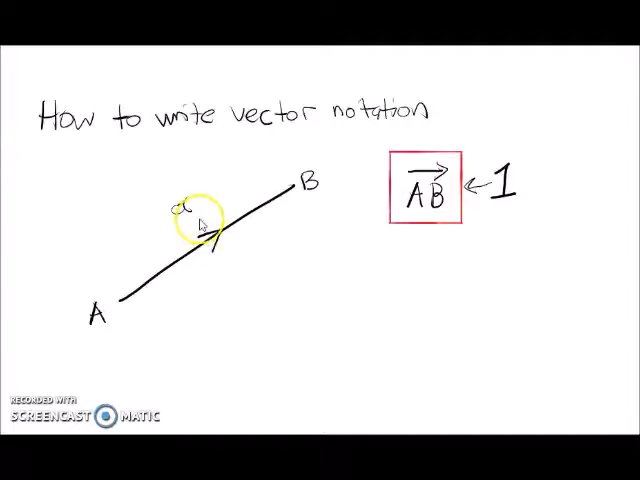 How to write vector notation
B
a
AB
1
A
RECORDED WITH
SCREENCAST MATIC